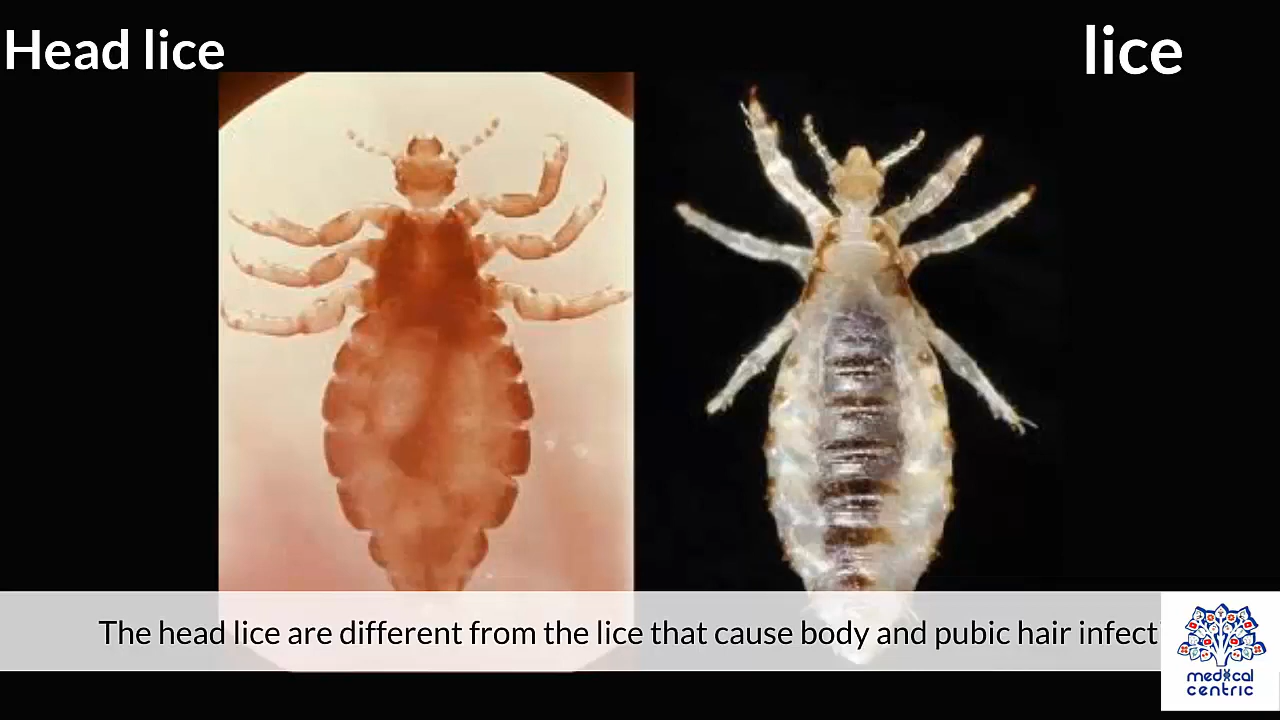 Head lice
lice
The head lice are different from the lice that cause body and pubic hair infect
medical
centric